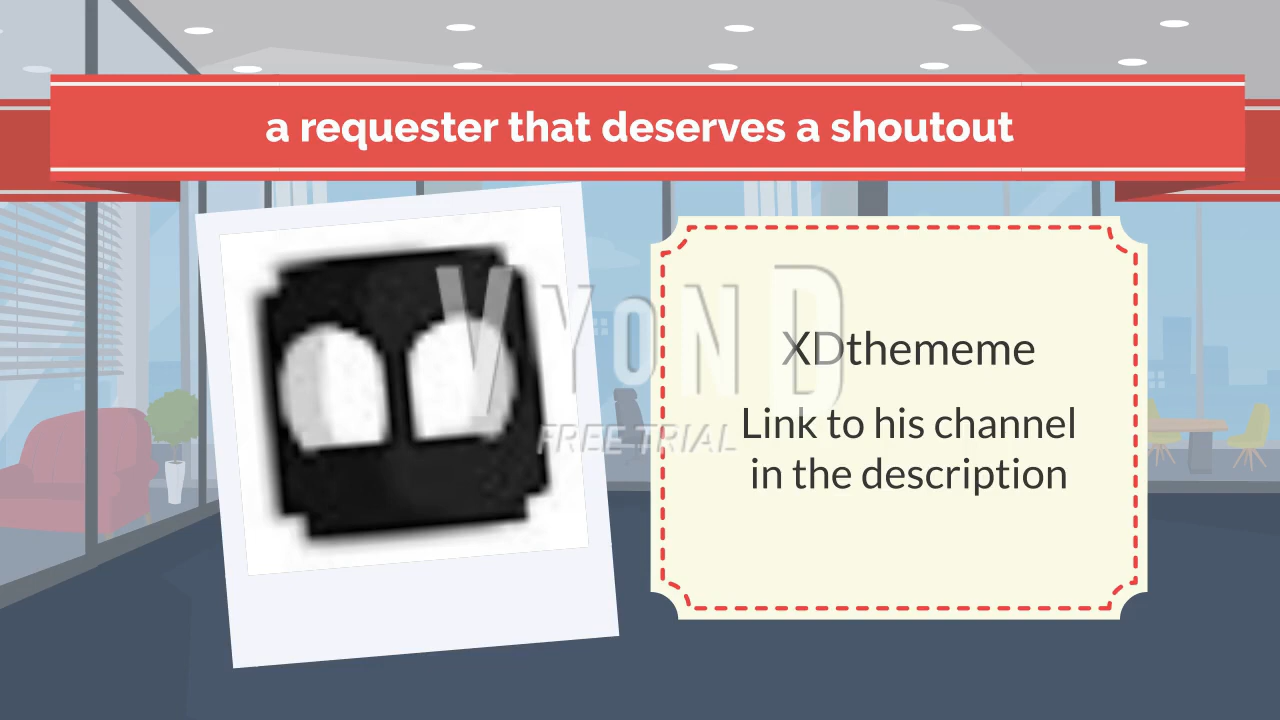 a requester that deserves a shoutout
VYOND
FREE TRIAL
XDthememe
Link to his channel
in the description